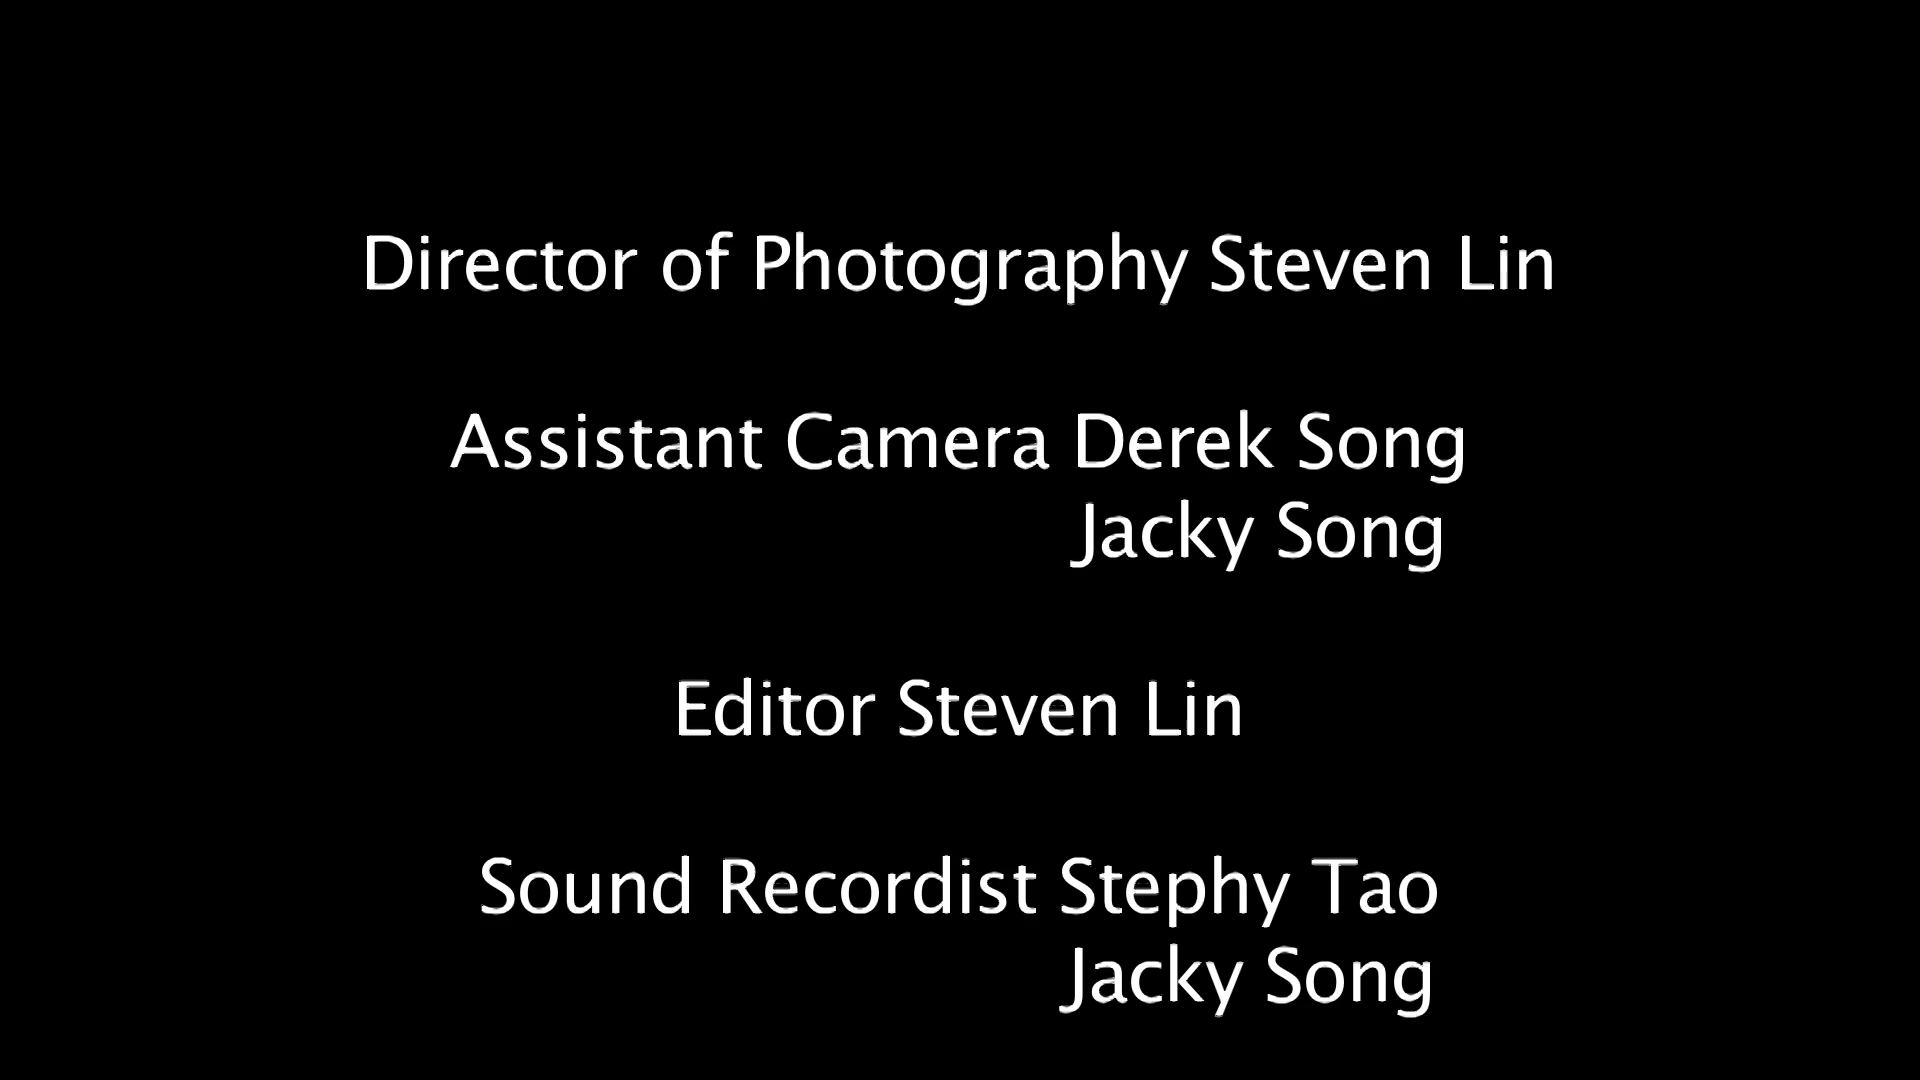 Director of Photography Steven Lin
Assistant Camera Derek Song
Jacky Song
Editor Steven Lin
Sound Recordist Stephy Tao
Jacky Song